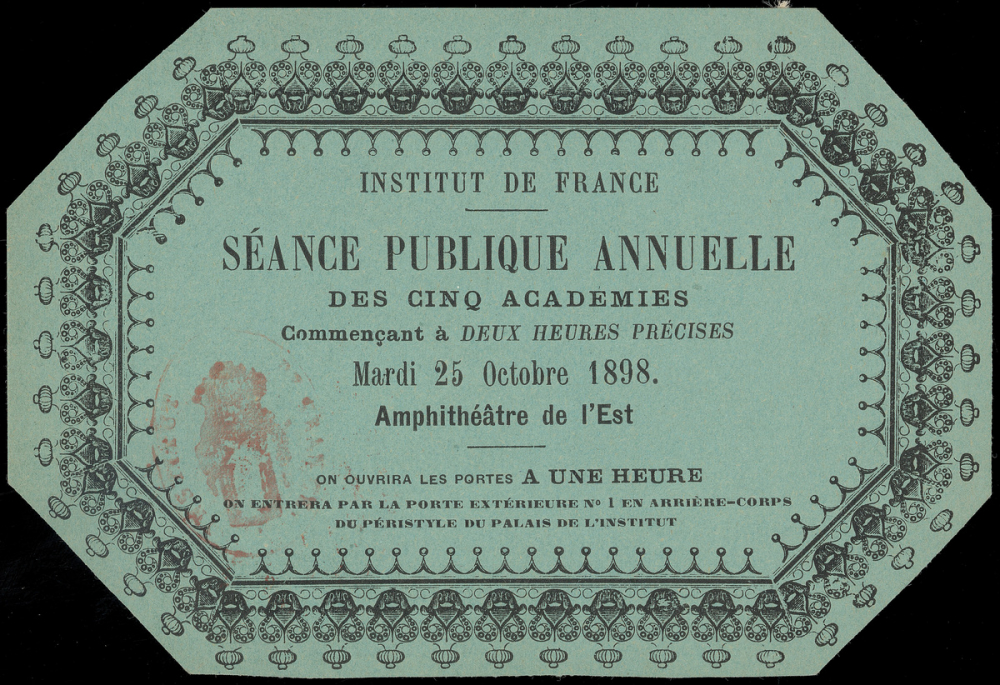 INSTITUT DE FRANCE
SÉANCE PUBLIQUE ANNUELLE
DES CINQ ACADÉMIES
Commençant à DEUX HEURES PRÉCISES
Mardi 25 Octobre 1898.
Amphithéâtre de l'Est
ON OUVRIRA LES PORTES A UNE HEURE
ON ENTRERA PAR LA PORTE EXTÉRIEURE No 1 EN ARRIÈRE-CORPS
DU PÉRISTYLE DU PALAIS DE L'INSTITUT